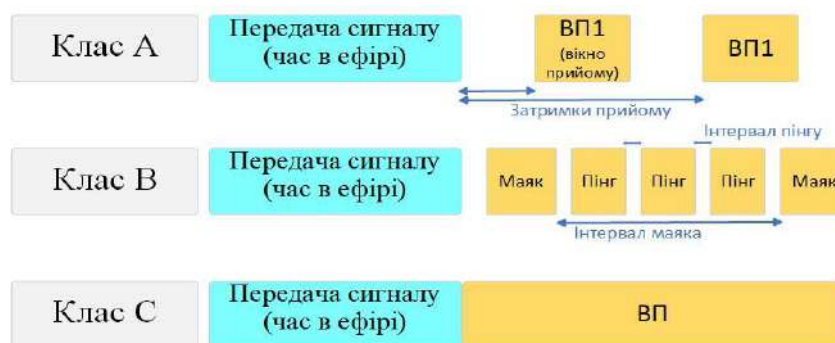 Клас А
Передача сигналу
(час в ефірі)
ВП1
(вікно
прийому)
ВП1
Затримки прийому
Інтервал пінгу
Клас В
Передача сигналу
(час в ефірі)
Маяк
Пінг
Пінг
Пінг
Маяк
Інтервал маяка
Клас С
Передача сигналу
(час в ефірі)
ВП